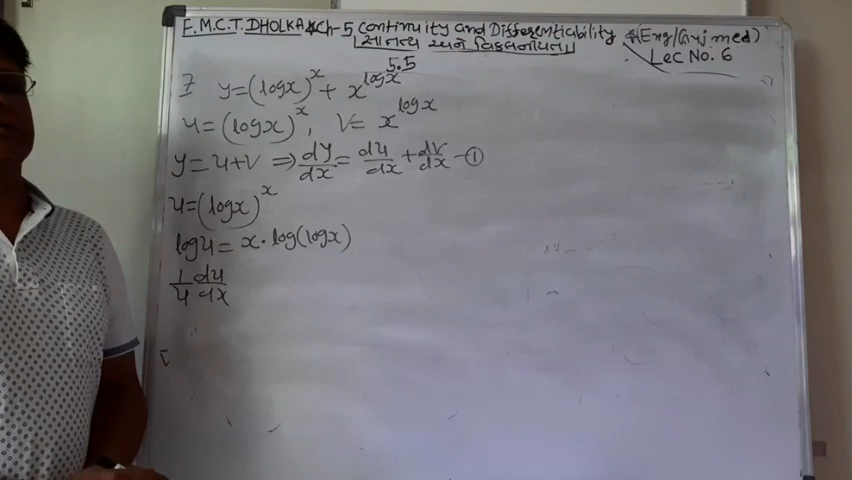 F.M.C.T. DHOLKA * Ch-5 Continuity and Differentiability * (Eng/Guj med)
સાતત્ય અને વિકલનીયતા
Lec No. 6
5.5
7 y=(logx)^x + x^logx
u=(logx)^x, v= x^logx
y=u+v ⇒ dy/dx = du/dx + dv/dx -①
u=(logx)^x
logu= x·log(logx)
1/u du/dx